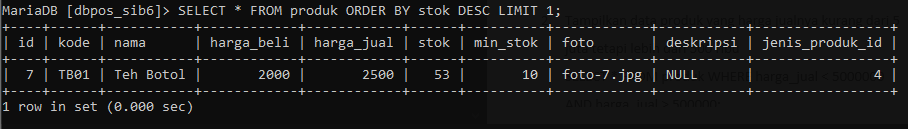 MariaDB [dbpos_sib6]> SELECT * FROM produk ORDER BY stok DESC LIMIT 1;
+----+------+-----------+------------+------------+------+----------+------------+-----------+-----------------+
| id | kode | nama      | harga_beli | harga_jual | stok | min_stok | foto       | deskripsi | jenis_produk_id |
+----+------+-----------+------------+------------+------+----------+------------+-----------+-----------------+
|  7 | TB01 | Teh Botol |       2000 |       2500 |   53 |       10 | foto-7.jpg | NULL      |               4 |
+----+------+-----------+------------+------------+------+----------+------------+-----------+-----------------+
1 row in set (0.000 sec)